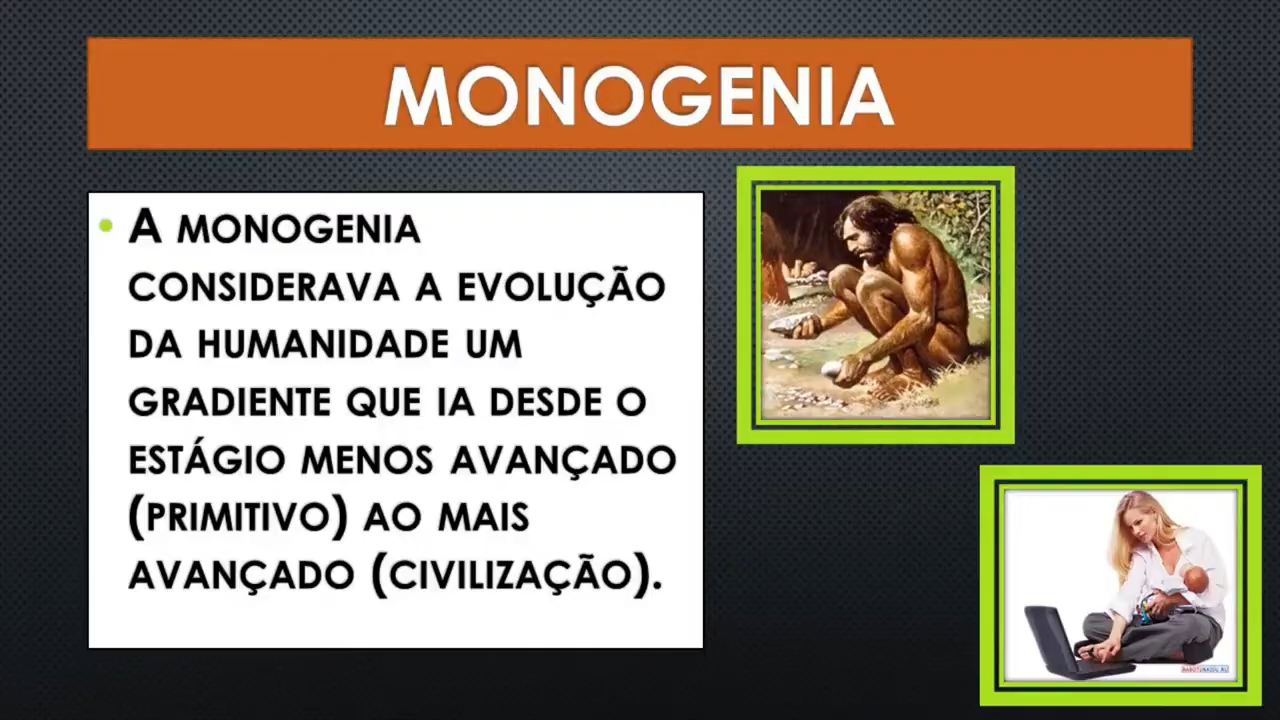 MONOGENIA
• A MONOGENIA
CONSIDERAVA A EVOLUÇÃO
DA HUMANIDADE UM
GRADIENTE QUE IA DESDE O
ESTÁGIO MENOS AVANÇADO
(PRIMITIVO) AO MAIS
AVANÇADO (CIVILIZAÇÃO).